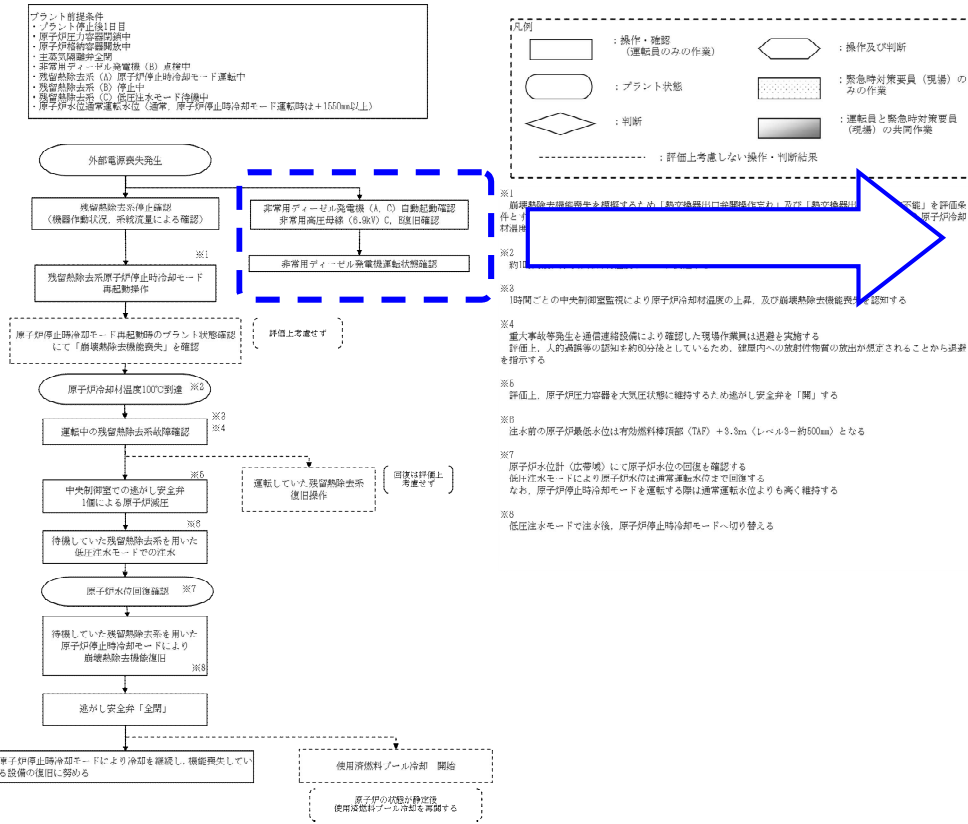 プラント前提条件
・プラント停止後1日目
・原子炉圧力容器閉鎖中
・原子炉格納容器開放中
・主蒸気隔離弁全閉
・非常用ディーゼル発電機(B)点検中
・残留熱除去系(A)原子炉停止時冷却モード運転中
・残留熱除去系(B)停止中
・残留熱除去系(C)低圧注水モード待機中
・原子炉水位通常運転水位(通常、原子炉停止時冷却モード運転時は+1550mm以上)
凡例
:操作・確認
(運転員のみの作業)
:操作及び判断
:プラント状態
:緊急時対策要員(現場)の
みの作業
:判断
:運転員と緊急時対策要員
(現場)の共同作業
:評価上考慮しない操作・判断結果
外部電源喪失発生
残留熱除去系停止確認
(機器作動状況、系統流量による確認)
非常用ディーゼル発電機(A, C)自動起動確認
非常用高圧母線(6.9kV)C, E復旧確認
非常用ディーゼル発電機運転状態確認
※1
残留熱除去系原子炉停止時冷却モード
再起動操作
原子炉停止時冷却モード再起動時のプラント状態確認
にて「崩壊熱除去機能喪失」を確認
評価上考慮せず
原子炉冷却材温度100℃到達 ※2
※3
※4
運転中の残留熱除去系故障確認
※5
中央制御室での逃がし安全弁
1個による原子炉減圧
運転していた残留熱除去系
復旧操作
回復は評価上
考慮せず
※6
待機していた残留熱除去系を用いた
低圧注水モードでの注水
原子炉水位回復確認 ※7
待機していた残留熱除去系を用いた
原子炉停止時冷却モードにより
崩壊熱除去機能復旧
※8
逃がし安全弁「全閉」
原子炉停止時冷却モードにより冷却を継続し、機能喪失してい
る設備の復旧に努める
使用済燃料プール冷却 開始
原子炉の状態が静定後
使用済燃料プール冷却を再開する
※1
崩壊熱除去機能喪失を模擬するため「熱交換器出口弁開操作忘れ」及び「熱交換器出 不能」を評価条
件とす 原子炉冷却
材温度
※2
約1時
※3
1時間ごとの中央制御室監視により原子炉冷却材温度の上昇、及び崩壊熱除去機能喪失を認知する
※4
重大事故等発生を通信連絡設備により確認した現場作業員は退避を実施する
評価上、人的過誤等の認知を約60分後としているため、建屋内への放射性物質の放出が想定されることから退避
を指示する
※5
評価上、原子炉圧力容器を大気圧状態に維持するため逃がし安全弁を「開」する
※6
注水前の原子炉最低水位は有効燃料棒頂部(TAF)+3.3m(レベル3-約500mm)となる
※7
原子炉水位計(広帯域)にて原子炉水位の回復を確認する
低圧注水モードにより原子炉水位は通常運転水位まで回復する
なお、原子炉停止時冷却モードを運転する際は通常運転水位よりも高く維持する
※8
低圧注水モードで注水後、原子炉停止時冷却モードへ切り替える